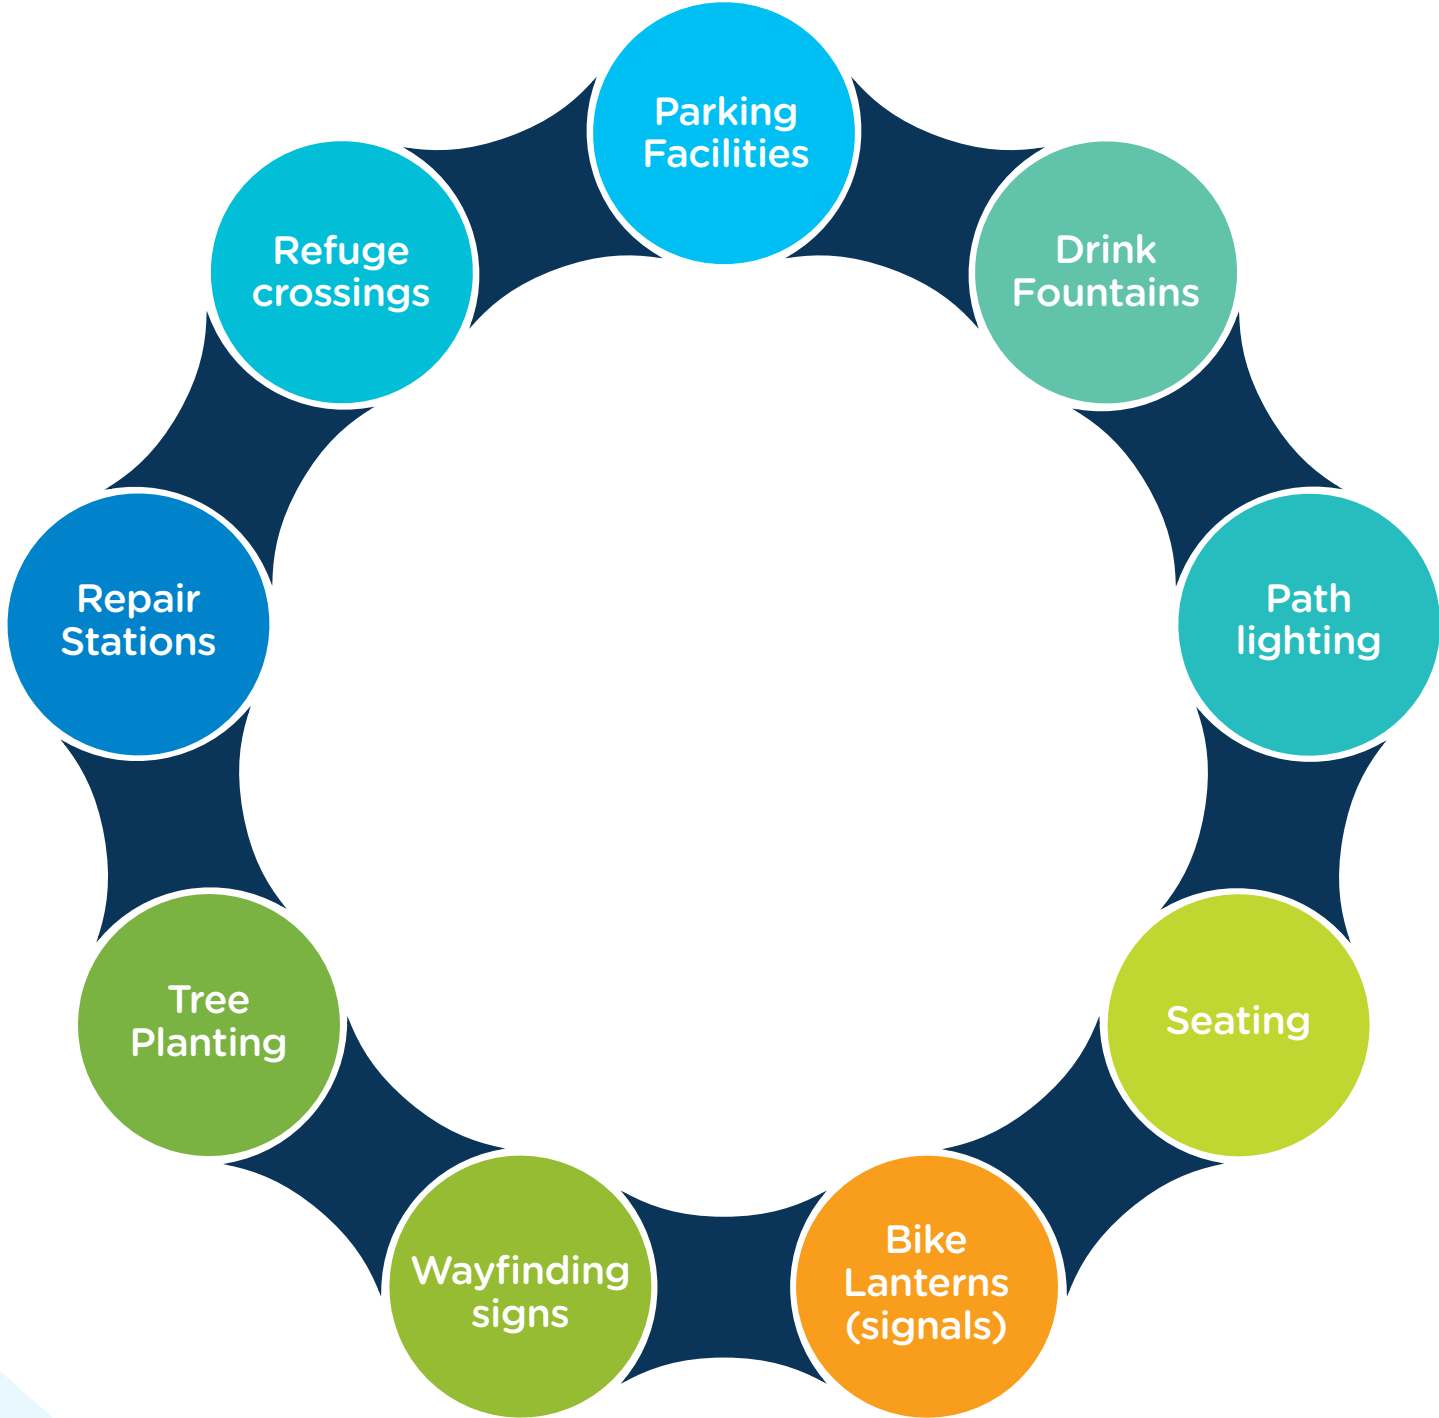 Parking
Facilities
Drink
Fountains
Path
lighting
Seating
Bike
Lanterns
(signals)
Wayfinding
signs
Tree
Planting
Repair
Stations
Refuge
crossings